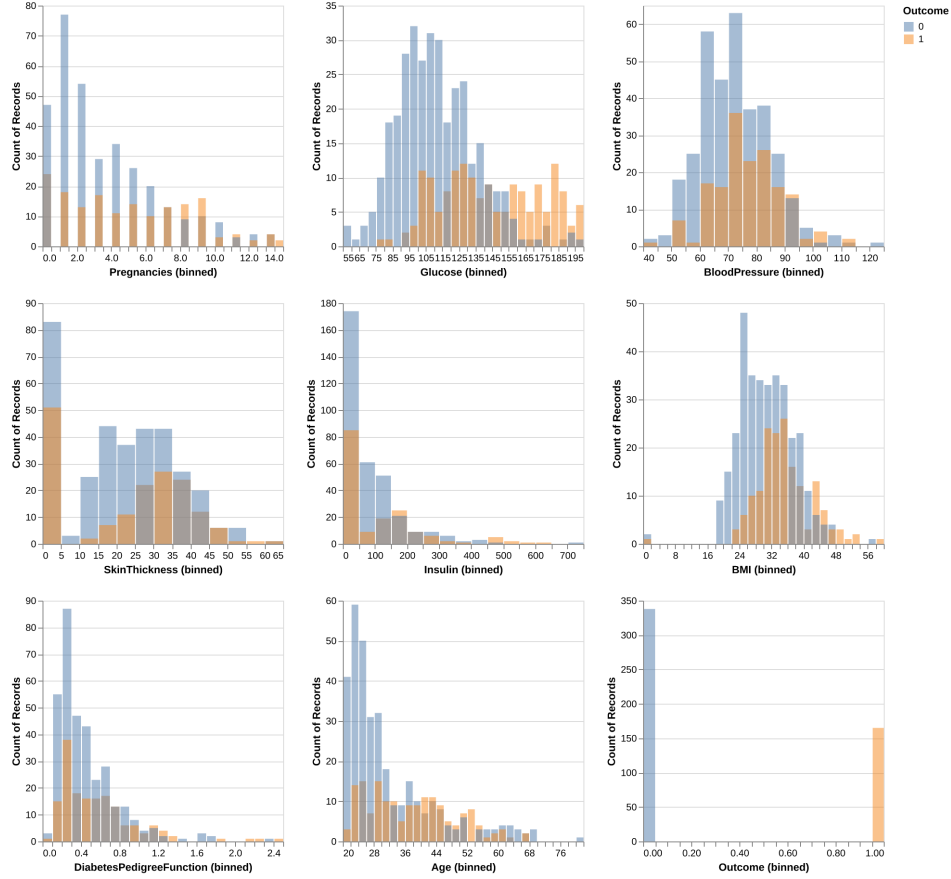 Outcome
0
1
80
70
60
50
40
30
20
10
0
Count of Records
0.0 2.0 4.0 6.0 8.0 10.0 12.0 14.0
Pregnancies (binned)
35
30
25
20
15
10
5
0
Count of Records
5565 75 85 95 105 115 125 135 145 155 165 175 185 195
Glucose (binned)
60
50
40
30
20
10
0
Count of Records
40 50 60 70 80 90 100 110 120
BloodPressure (binned)
90
80
70
60
50
40
30
20
10
0
Count of Records
0 5 10 15 20 25 30 35 40 45 50 55 60 65
SkinThickness (binned)
180
160
140
120
100
80
60
40
20
0
Count of Records
0 100 200 300 400 500 600 700
Insulin (binned)
50
40
30
20
10
0
Count of Records
0 8 16 24 32 40 48 56
BMI (binned)
90
80
70
60
50
40
30
20
10
0
Count of Records
0.0 0.4 0.8 1.2 1.6 2.0 2.4
DiabetesPedigreeFunction (binned)
60
50
40
30
20
10
0
Count of Records
20 28 36 44 52 60 68 76
Age (binned)
350
300
250
200
150
100
50
0
Count of Records
0.00 0.20 0.40 0.60 0.80 1.00
Outcome (binned)